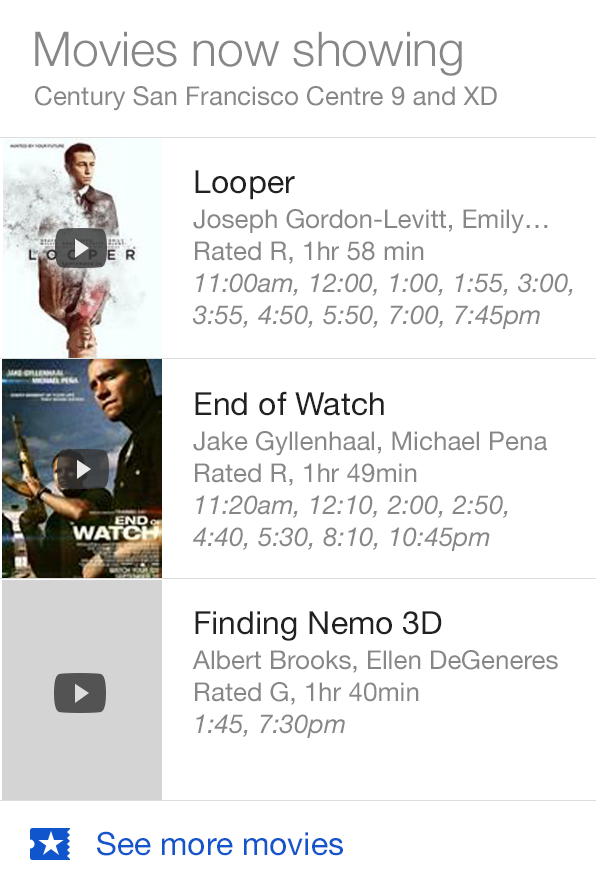 Movies now showing
Century San Francisco Centre 9 and XD
HUNTED BY YOUR FUTURE
LOOPER
Looper
Joseph Gordon-Levitt, Emily…
Rated R, 1hr 58 min
11:00am, 12:00, 1:00, 1:55, 3:00,
3:55, 4:50, 5:50, 7:00, 7:45pm
JAKE GYLLENHAAL
MICHAEL PEÑA
END OF
WATCH
End of Watch
Jake Gyllenhaal, Michael Pena
Rated R, 1hr 49min
11:20am, 12:10, 2:00, 2:50,
4:40, 5:30, 8:10, 10:45pm
Finding Nemo 3D
Albert Brooks, Ellen DeGeneres
Rated G, 1hr 40min
1:45, 7:30pm
See more movies